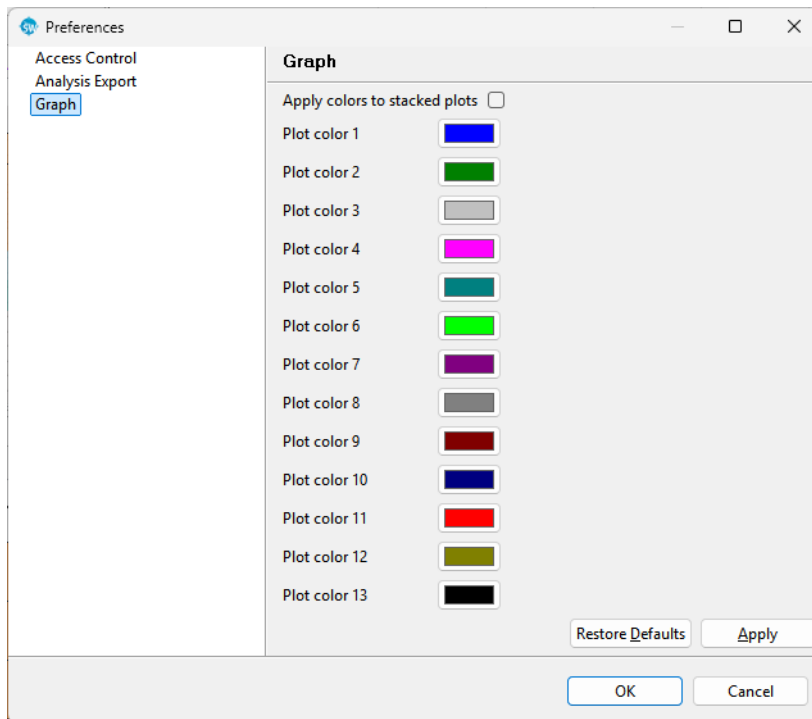 SW Preferences
Access Control
Analysis Export
Graph
Graph
Apply colors to stacked plots
Plot color 1
Plot color 2
Plot color 3
Plot color 4
Plot color 5
Plot color 6
Plot color 7
Plot color 8
Plot color 9
Plot color 10
Plot color 11
Plot color 12
Plot color 13
Restore Defaults Apply
OK Cancel